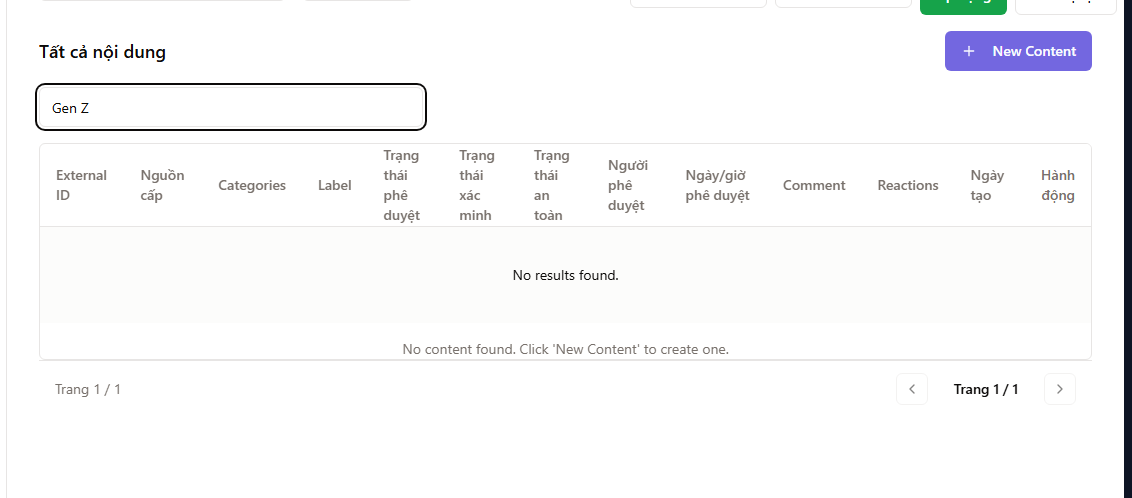 Tất cả nội dung
New Content
Gen Z
External ID
Nguồn cấp
Categories
Label
Trạng thái phê duyệt
Trạng thái xác minh
Trạng thái an toàn
Người phê duyệt
Ngày/giờ phê duyệt
Comment
Reactions
Ngày tạo
Hành động
No results found.
No content found. Click 'New Content' to create one.
Trang 1 / 1
Trang 1 / 1